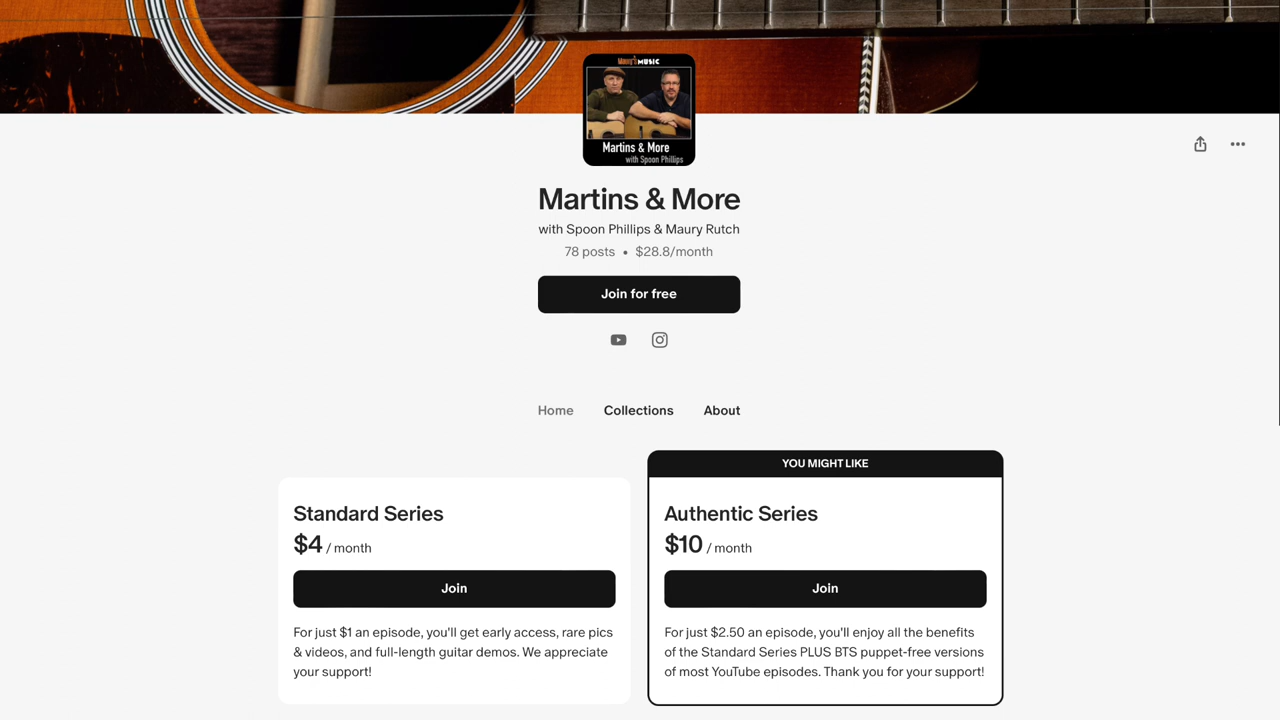 Maury's MUSIC
Martins & More
with Spoon Phillips
Martins & More
with Spoon Phillips & Maury Rutch
78 posts • $28.8/month
Join for free
Home Collections About
YOU MIGHT LIKE
Standard Series
$4 / month
Join
For just $1 an episode, you'll get early access, rare pics
& videos, and full-length guitar demos. We appreciate
your support!
Authentic Series
$10 / month
Join
For just $2.50 an episode, you'll enjoy all the benefits
of the Standard Series PLUS BTS puppet-free versions
of most YouTube episodes. Thank you for your support!